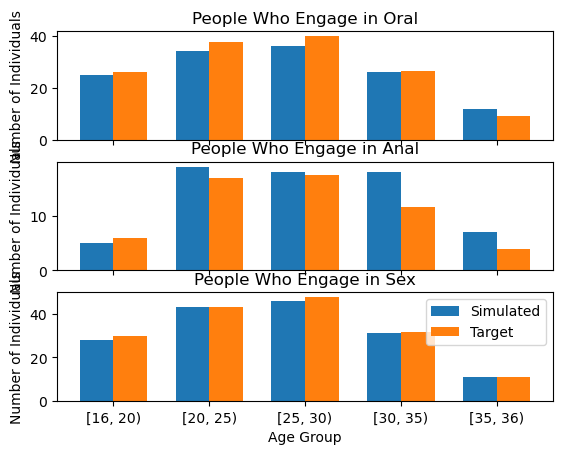 People Who Engage in Oral
Number of Individuals
40
20
0
People Who Engage in Anal
Number of Individuals
10
0
People Who Engage in Sex
Number of Individuals
40
20
0
Simulated
Target
[16, 20) [20, 25) [25, 30) [30, 35) [35, 36)
Age Group